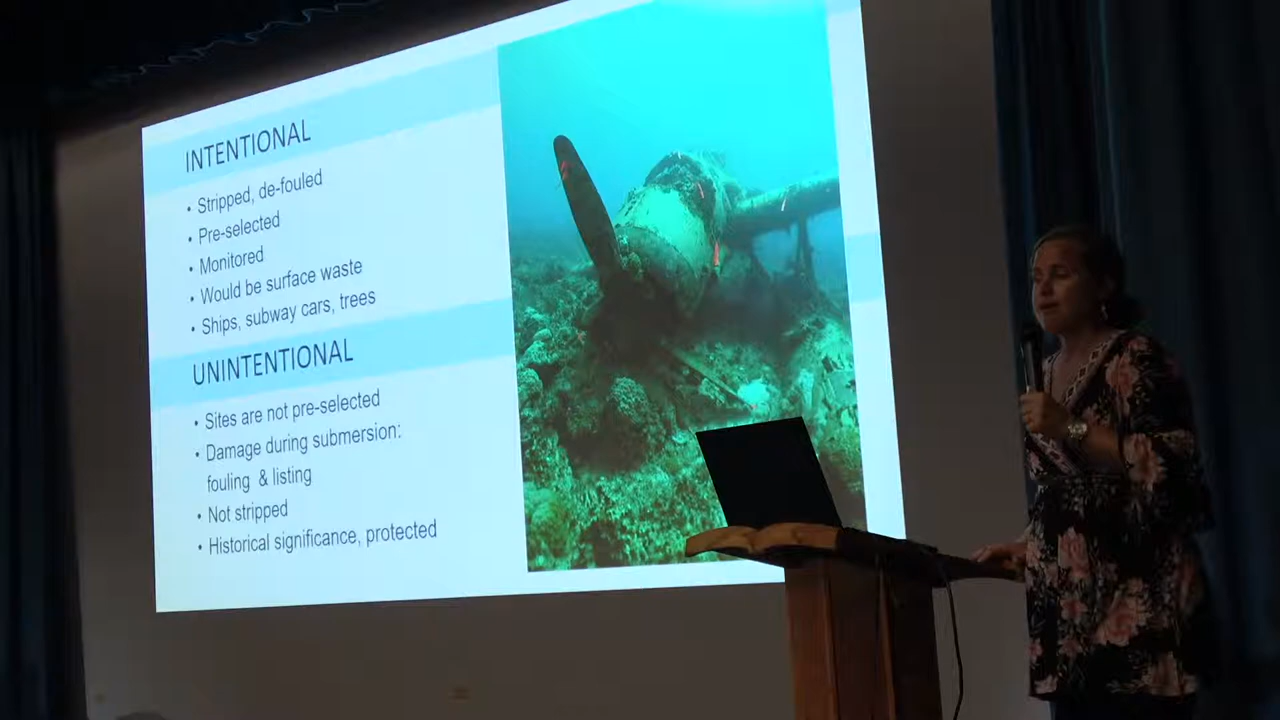 INTENTIONAL
• Stripped, de-fouled
• Pre-selected
• Monitored
• Would be surface waste
• Ships, subway cars, trees
UNINTENTIONAL
• Sites are not pre-selected
• Damage during submersion:
fouling & listing
• Not stripped
• Historical significance, protected